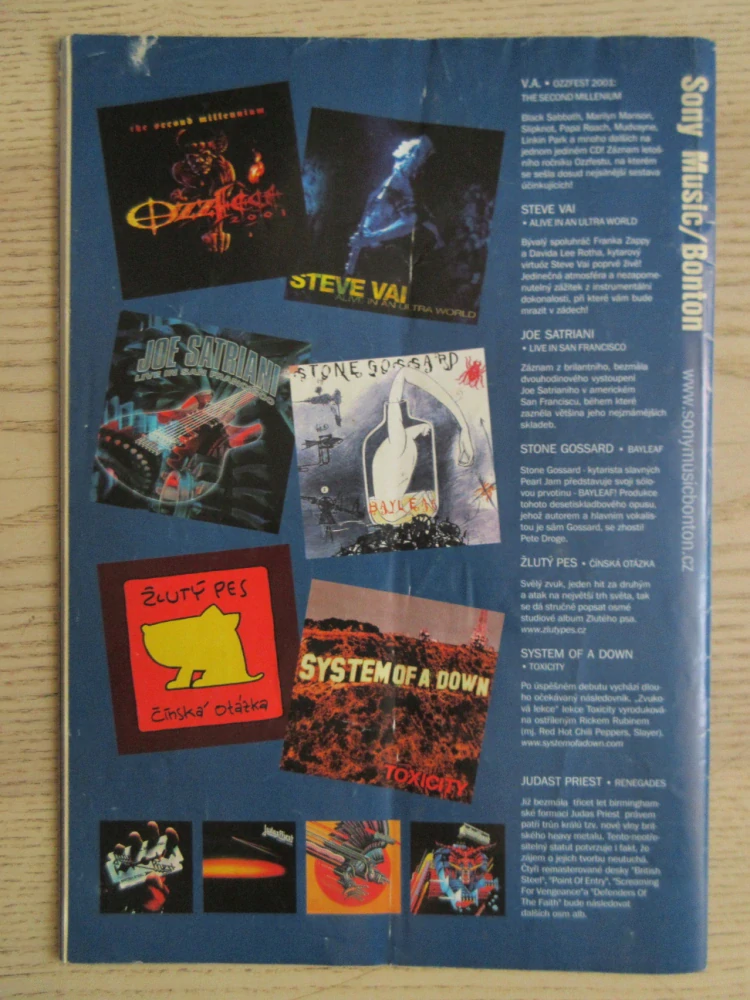 the second millennium
OZZFEST
2001
STEVE VAI
ALIVE IN AN ULTRA WORLD
JOE SATRIANI
LIVE IN SAN FRANCISCO
STONE GOSSARD
BAYLEAF
ŽLUTÝ PES
čínská otázka
SYSTEM OF A DOWN
TOXICITY
JudasPriest
V.A. • OZZFEST 2001:
THE SECOND MILLENIUM
Black Sabbath, Marilyn Manson,
Slipknot, Papa Roach, Mudvayne,
Linkin Park a mnoho dalších na
jednom jediném CD! Záznam letoš-
ního ročníku Ozzfestu, na kterém
se sešla dosud nejsilnější sestava
účinkujících!
STEVE VAI
• ALIVE IN AN ULTRA WORLD
Bývalý spoluhráč Franka Zappy
a Davida Lee Rotha, kytarový
virtuóz Steve Vai poprvé živě!
Jedinečná atmosféra a nezapome-
nutelný zážitek z instrumentální
dokonalosti, při které vám bude
mrazit v zádech!
JOE SATRIANI
• LIVE IN SAN FRANCISCO
Záznam z brilantního, bezmála
dvouhodinového vystoupení
Joe Satrianiho v americkém
San Franciscu, během které
zazněla většina jeho nejznámějších
skladeb.
STONE GOSSARD • BAYLEAF
Stone Gossard - kytarista slavných
Pearl Jam představuje svoji sólo-
vou prvotinu - BAYLEAF! Produkce
tohoto desetiskladbového opusu,
jehož autorem a hlavním vokalis-
tou je sám Gossard, se zhostil
Pete Droge.
ŽLUTÝ PES • ČÍNSKÁ OTÁZKA
Svělý zvuk, jeden hit za druhým
a atak na největší trh světa, tak
se dá stručně popsat osmé
studiové album Žlutého psa.
www.zlutypes.cz
SYSTEM OF A DOWN
• TOXICITY
Po úspěšném debutu vychází dlou-
ho očekávaný následovník. „Zvuko-
vá lekce" lekce Toxicity vyroduková-
na ostříleným Rickem Rubinem
(mj. Red Hot Chili Peppers, Slayer).
www.systemofadown.com
JUDAST PRIEST • RENEGADES
Již bezmála třicet let birmingham-
ské formaci Judas Priest právem
patří trůn králů tzv. nové vlny brit-
ského heavy metalu. Tento neotře-
sitelný statut potvrzuje i fakt, že
zájem o jejich tvorbu neutuchá.
Čtyři remasterované desky "British
Steel", "Point Of Entry", "Screaming
For Vengeance"a "Defenders Of
The Faith" bude následovat
dalších osm alb.
Sony Music/Bonton
www.sonymusicbonton.cz